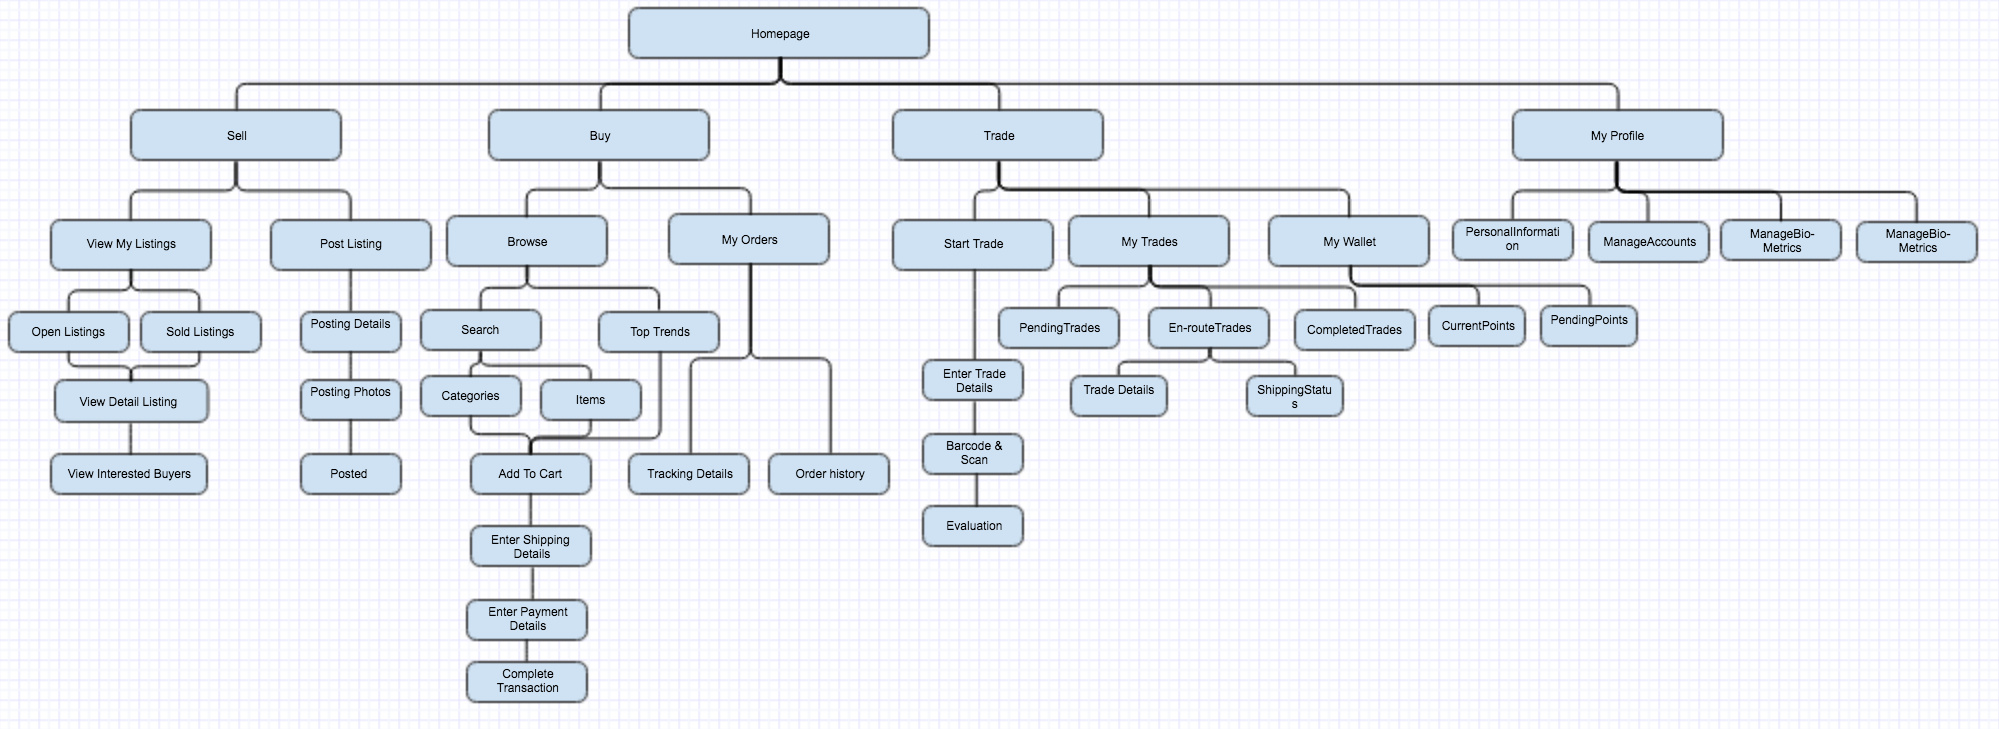 Homepage
Sell
Buy
Trade
My Profile
View My Listings
Post Listing
Browse
My Orders
Start Trade
My Trades
My Wallet
PersonalInformati
on
ManageAccounts
ManageBio-
Metrics
ManageBio-
Metrics
Open Listings
Sold Listings
Posting Details
Search
Top Trends
PendingTrades
En-routeTrades
CompletedTrades
CurrentPoints
PendingPoints
View Detail Listing
Posting Photos
Categories
Items
Enter Trade
Details
Trade Details
ShippingStatu
s
View Interested Buyers
Posted
Add To Cart
Tracking Details
Order history
Barcode &
Scan
Enter Shipping
Details
Evaluation
Enter Payment
Details
Complete
Transaction